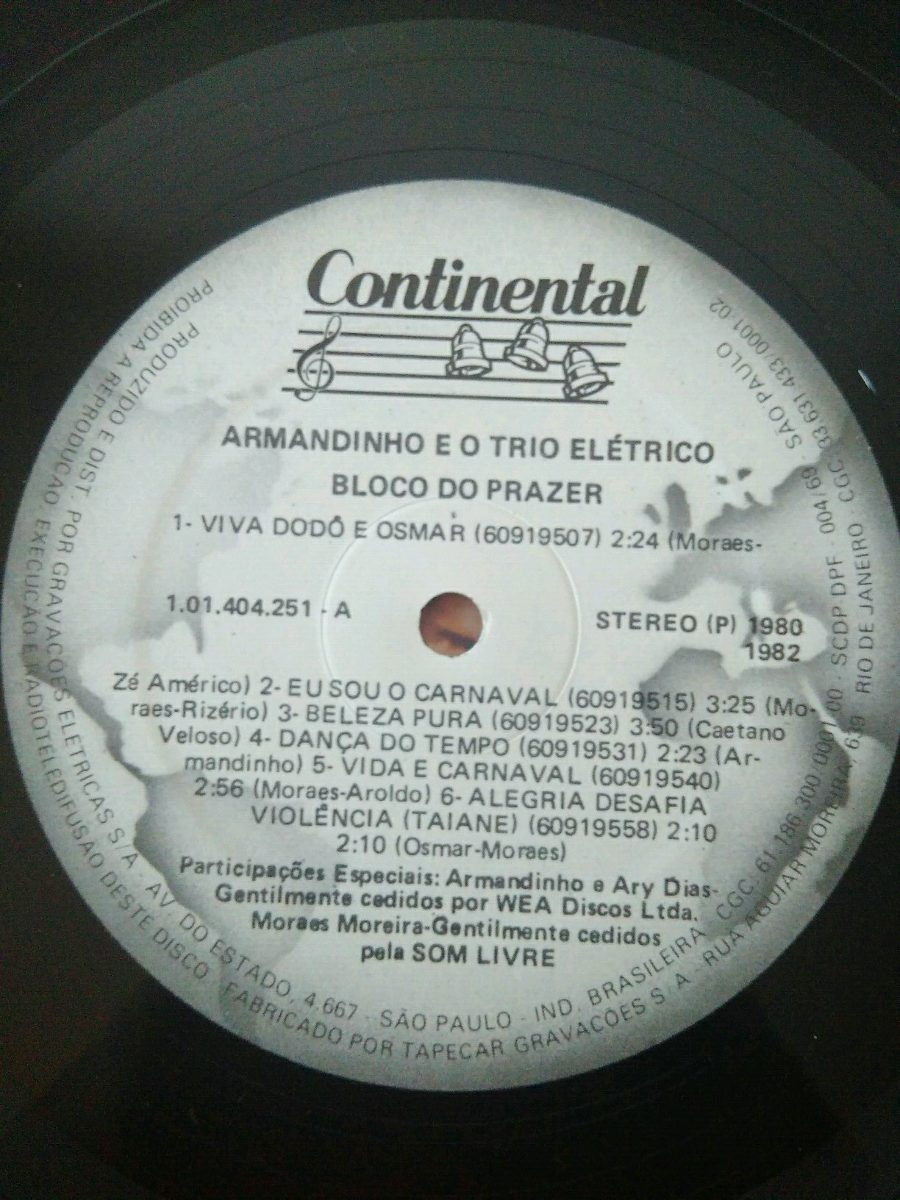 Continental
ARMANDINHO E O TRIO ELÉTRICO
BLOCO DO PRAZER
1- VIVA DODÔ E OSMAR (60919507) 2:24 (Moraes-
1.01.404.251 - A
STEREO (P) 1980
1982
Zé Américo) 2- EU SOU O CARNAVAL (60919515) 3:25 (Mo-
raes-Rizério) 3- BELEZA PURA (60919523) 3:50 (Caetano
Veloso) 4- DANÇA DO TEMPO (60919531) 2:23 (Ar-
mandinho) 5- VIDA E CARNAVAL (60919540)
2:56 (Moraes-Aroldo) 6- ALEGRIA DESAFIA
VIOLÊNCIA (TAIANE) (60919558) 2:10
2:10 (Osmar-Moraes)
Participações Especiais: Armandinho e Ary Dias-
Gentilmente cedidos por WEA Discos Ltda.
Moraes Moreira-Gentilmente cedidos
pela SOM LIVRE
PRODUZIDO E DIST. POR GRAVAÇÕES ELETRICAS S/A - AV. DO ESTADO, 4.667 - SÃO PAULO - IND. BRASILEIRA - CGC: 61.186.300/0001-00 - SCDP DPF - 004/69 - SÃO PAULO
PROIBIDA A REPRODUÇÃO, EXECUÇÃO E RADIOTELEDIFUSÃO DESTE DISCO - FABRICADO POR TAPECAR GRAVAÇÕES S/A - RUA AGUIAR MOREIRA, 639 - RIO DE JANEIRO - CGC: 33.631.433/0001-02